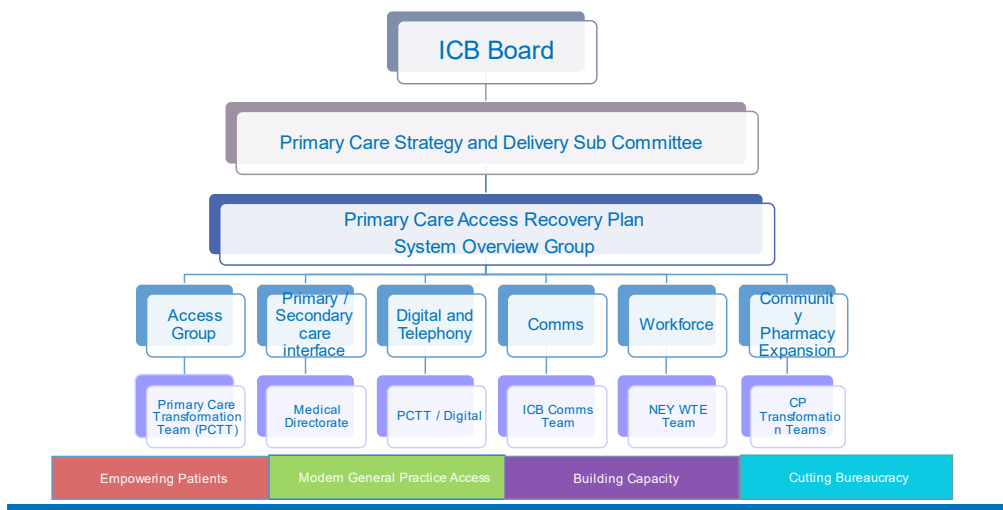 ICB Board
Primary Care Strategy and Delivery Sub Committee
Primary Care Access Recovery Plan
System Overview Group
Access
Group
Primary /
Secondary
care
interface
Digital and
Telephony
Comms
Workforce
Communit
y
Pharmacy
Expansion
Primary Care
Transformation
Team (PCTT)
Medical
Directorate
PCTT / Digital
ICB Comms
Team
NEY WTE
Team
CP
Transformatio
n Teams
Empowering Patients
Modern General Practice Access
Building Capacity
Cutting Bureaucracy